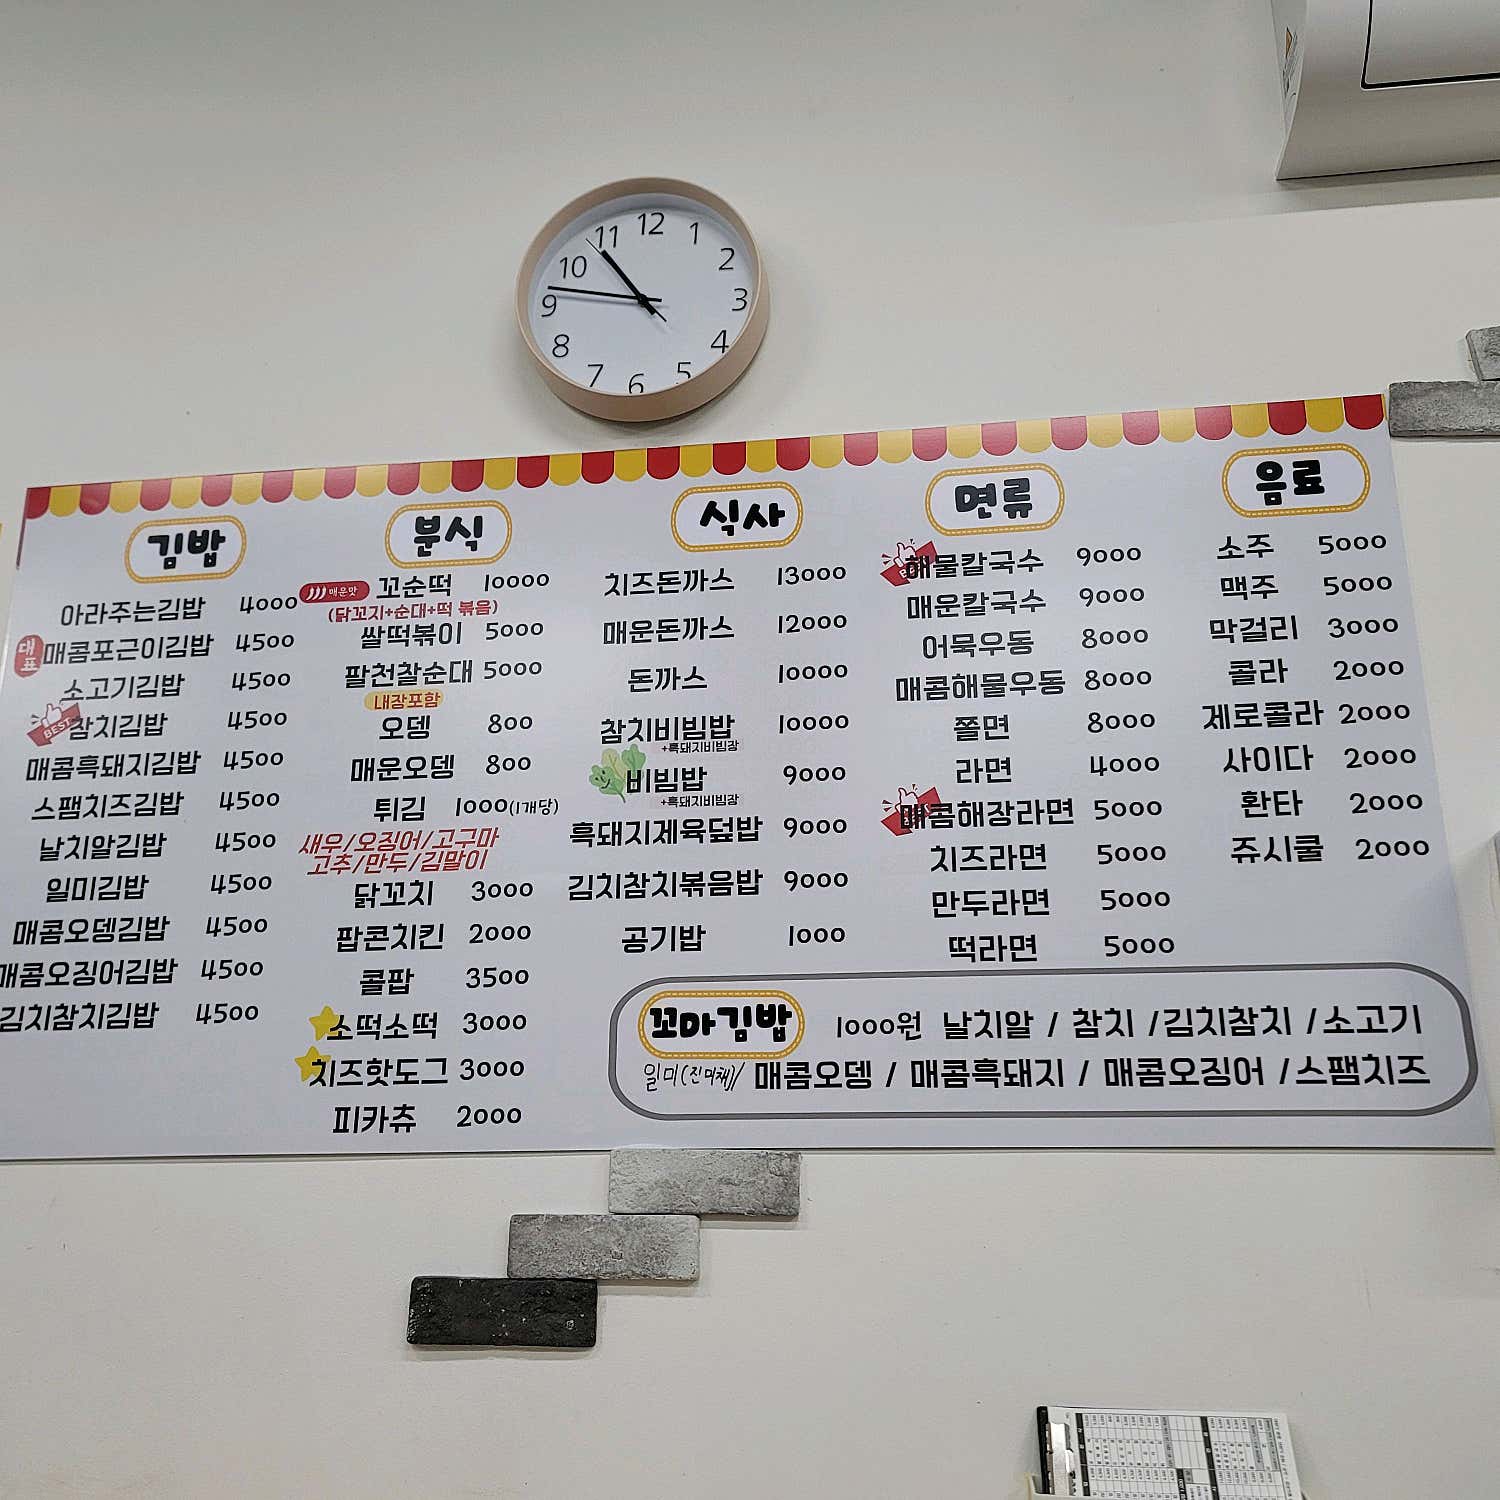 12
11 1
10 2
9 3
8 4
7 6 5
김밥
아라주는김밥 4000
대표 매콤포근이김밥 4500
소고기김밥 4500
BEST 참치김밥 4500
매콤흑돼지김밥 4500
스팸치즈김밥 4500
날치알김밥 4500
일미김밥 4500
매콤오뎅김밥 4500
매콤오징어김밥 4500
김치참치김밥 4500
분식
매운맛 꼬순떡 10000
(닭꼬지+순대+떡 볶음)
쌀떡볶이 5000
팔천찰순대 5000
내장포함
오뎅 800
매운오뎅 800
튀김 1000(1개당)
새우/오징어/고구마
고추/만두/김말이
닭꼬치 3000
팝콘치킨 2000
콜팝 3500
소떡소떡 3000
치즈핫도그 3000
피카츄 2000
식사
치즈돈까스 13000
매운돈까스 12000
돈까스 10000
참치비빔밥 10000
+흑돼지비빔장
비빔밥 9000
+흑돼지비빔장
흑돼지제육덮밥 9000
김치참치볶음밥 9000
공기밥 1000
면류
해물칼국수 9000
매운칼국수 9000
어묵우동 8000
매콤해물우동 8000
쫄면 8000
라면 4000
매콤해장라면 5000
치즈라면 5000
만두라면 5000
떡라면 5000
음료
소주 5000
맥주 5000
막걸리 3000
콜라 2000
제로콜라 2000
사이다 2000
환타 2000
쥬시쿨 2000
꼬마김밥 1000원 날치알 / 참치 /김치참치 /소고기
일미(진미채)/ 매콤오뎅 / 매콤흑돼지 / 매콤오징어 /스팸치즈